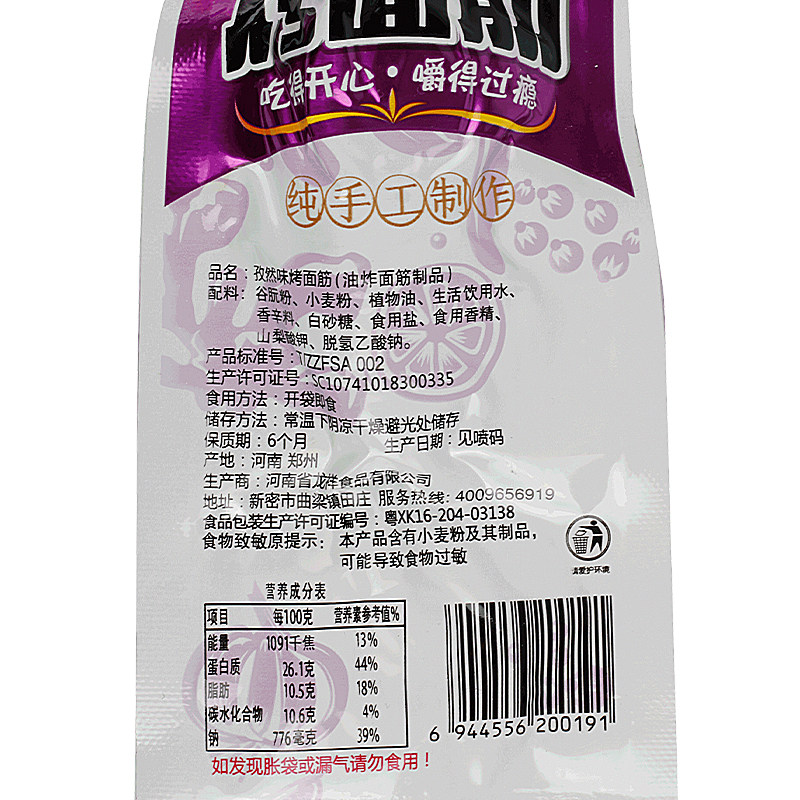 烤面筋
吃得开心·嚼得过瘾
纯手工制作
品名：孜然味烤面筋(油炸面筋制品)
配料：谷朊粉、小麦粉、植物油、生活饮用水、
香辛料、白砂糖、食用盐、食用香精、
山梨酸钾、脱氢乙酸钠。
产品标准号：T/ZZFSA 002
生产许可证号：SC10741018300335
食用方法：开袋即食
储存方法：常温下阴凉干燥避光处储存
保质期：6个月 生产日期：见喷码
产地：河南 郑州
生产商：河南省龙祥食品有限公司
地址：新密市曲梁镇田庄 服务热线：4009656919
食品包装生产许可证编号：粤XK16-204-03138
食物致敏原提示：本产品含有小麦粉及其制品，
可能导致食物过敏
请爱护环境
营养成分表
项目 每100克 营养素参考值%
能量 1091千焦 13%
蛋白质 26.1克 44%
脂肪 10.5克 18%
碳水化合物 10.6克 4%
钠 776毫克 39%
6 944556 200191
如发现胀袋或漏气请勿食用！